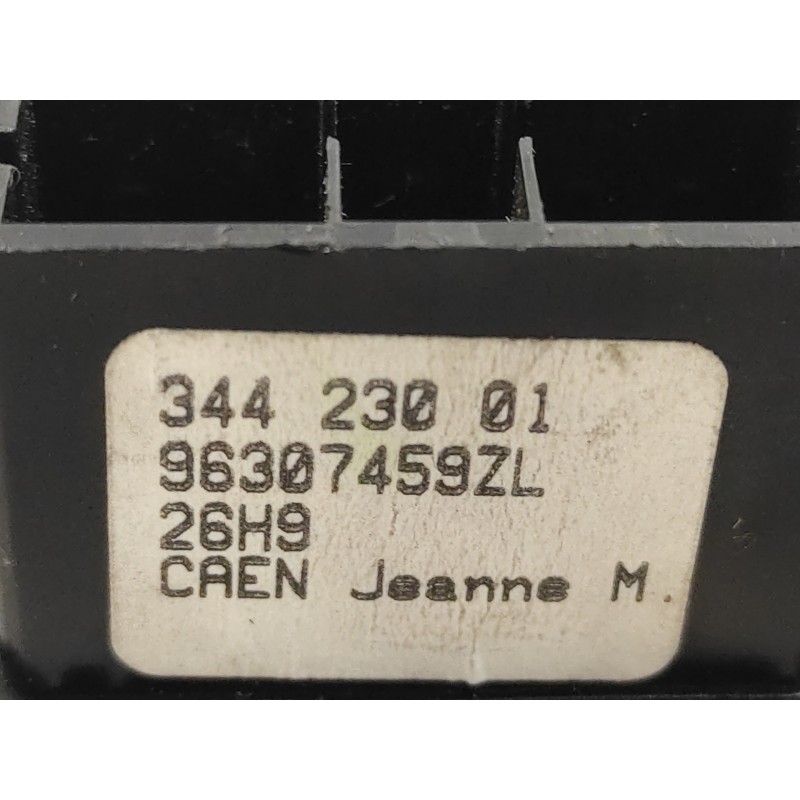 344 230 01
96307459ZL
26H9
CAEN Jeanne M.